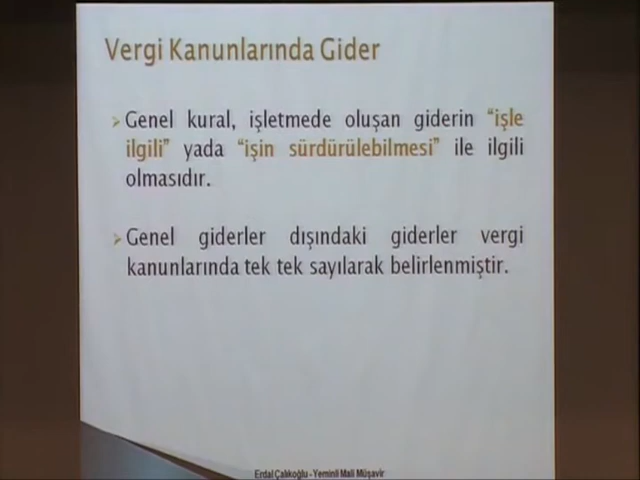 Vergi Kanunlarında Gider
Genel kural, işletmede oluşan giderin "işle
ilgili" yada "işin sürdürülebilmesi" ile ilgili
olmasıdır.
Genel giderler dışındaki giderler vergi
kanunlarında tek tek sayılarak belirlenmiştir.
Erdal Çalıkoğlu - Yeminli Mali Müşavir